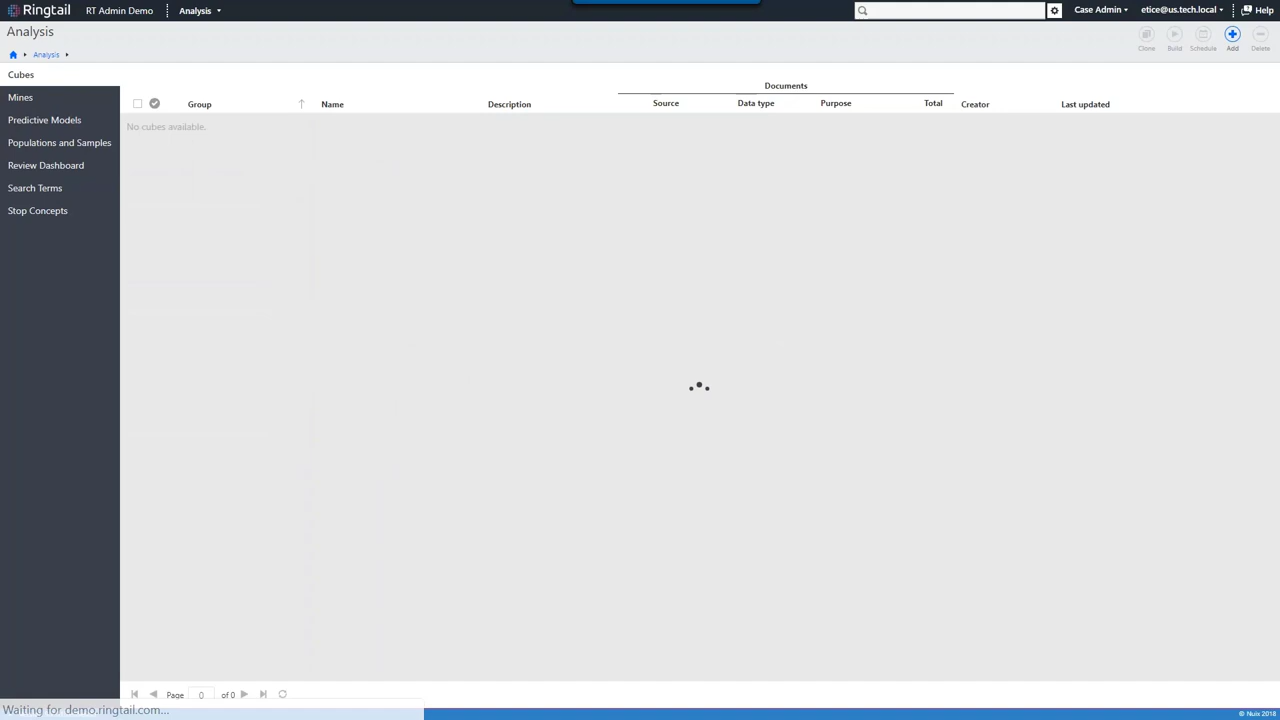 Ringtail RT Admin Demo Analysis Case Admin etice@us.tech.local Help
Analysis
Clone Build Schedule Add Delete
Analysis
Cubes
Mines
Predictive Models
Populations and Samples
Review Dashboard
Search Terms
Stop Concepts
Documents
Group Name Description Source Data type Purpose Total Creator Last updated
No cubes available.
Page 0 of 0
Waiting for demo.ringtail.com...
© Nuix 2018